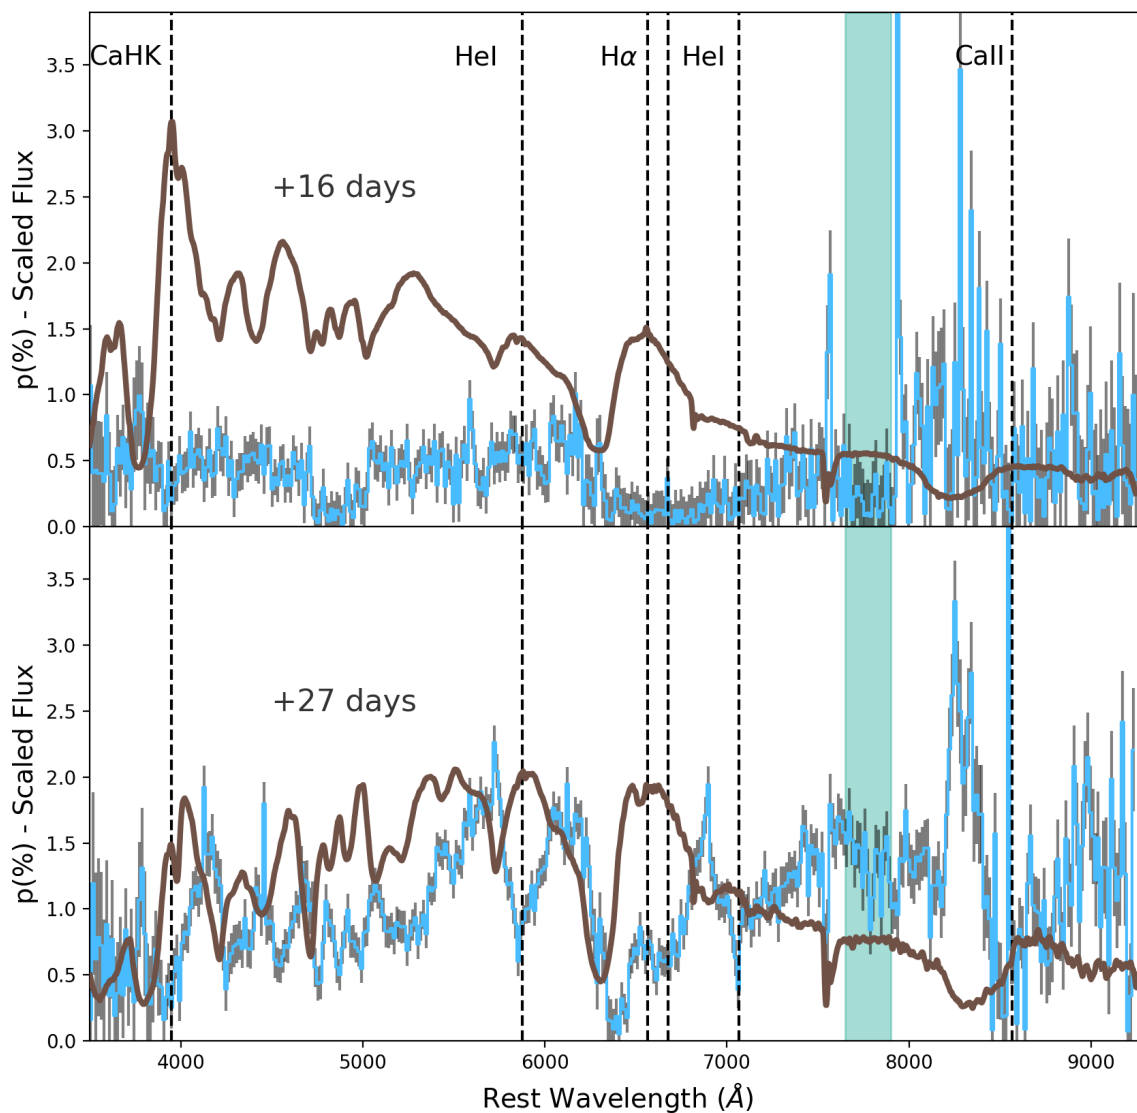 CaHK HeI Hα HeI CaII
+16 days
p(%) - Scaled Flux
3.5
3.0
2.5
2.0
1.5
1.0
0.5
0.0
+27 days
p(%) - Scaled Flux
3.5
3.0
2.5
2.0
1.5
1.0
0.5
0.0
4000 5000 6000 7000 8000 9000
Rest Wavelength (Å)